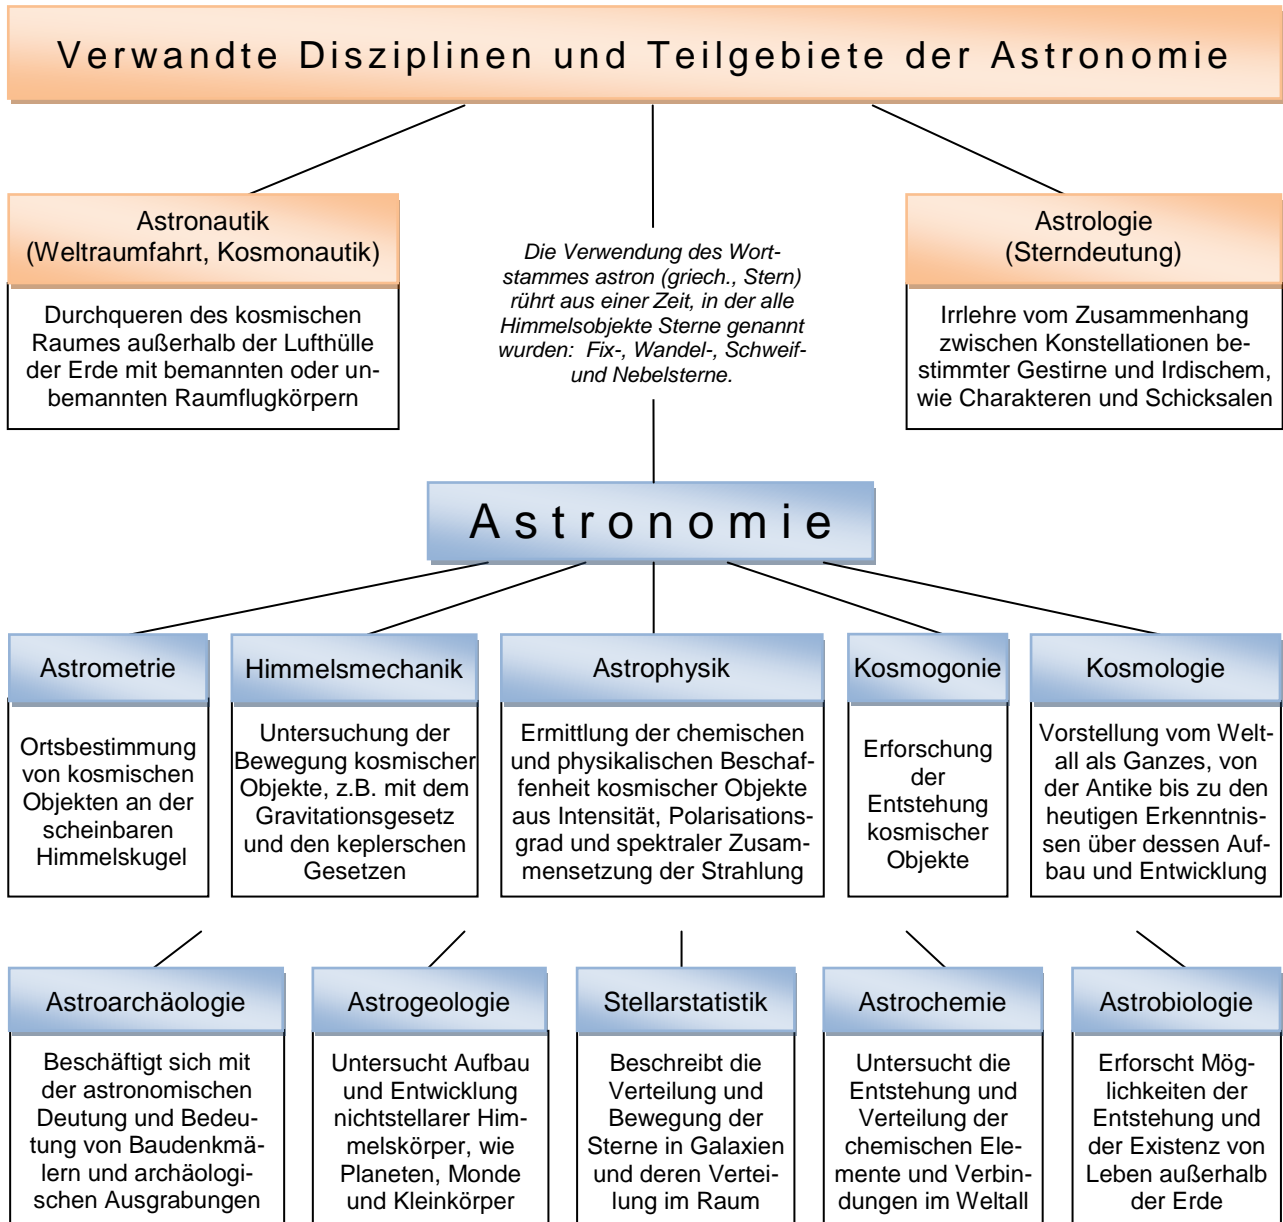 Verwandte Disziplinen und Teilgebiete der Astronomie
Astronautik
(Weltraumfahrt, Kosmonautik)
Durchqueren des kosmischen
Raumes außerhalb der Lufthülle
der Erde mit bemannten oder un-
bemannten Raumflugkörpern
Die Verwendung des Wort-
stammes astron (griech., Stern)
rührt aus einer Zeit, in der alle
Himmelsobjekte Sterne genannt
wurden: Fix-, Wandel-, Schweif-
und Nebelsterne.
Astrologie
(Sterndeutung)
Irrlehre vom Zusammenhang
zwischen Konstellationen be-
stimmter Gestirne und Irdischem,
wie Charakteren und Schicksalen
Astronomie
Astrometrie
Ortsbestimmung
von kosmischen
Objekten an der
scheinbaren
Himmelskugel
Himmelsmechanik
Untersuchung der
Bewegung kosmischer
Objekte, z.B. mit dem
Gravitationsgesetz
und den keplerschen
Gesetzen
Astrophysik
Ermittlung der chemischen
und physikalischen Beschaf-
fenheit kosmischer Objekte
aus Intensität, Polarisations-
grad und spektraler Zusam-
mensetzung der Strahlung
Kosmogonie
Erforschung
der
Entstehung
kosmischer
Objekte
Kosmologie
Vorstellung vom Welt-
all als Ganzes, von
der Antike bis zu den
heutigen Erkenntnis-
sen über dessen Auf-
bau und Entwicklung
Astroarchäologie
Beschäftigt sich mit
der astronomischen
Deutung und Bedeu-
tung von Baudenkmä-
lern und archäologi-
schen Ausgrabungen
Astrogeologie
Untersucht Aufbau
und Entwicklung
nichtstellarer Him-
melskörper, wie
Planeten, Monde
und Kleinkörper
Stellarstatistik
Beschreibt die
Verteilung und
Bewegung der
Sterne in Galaxien
und deren Vertei-
lung im Raum
Astrochemie
Untersucht die
Entstehung und
Verteilung der
chemischen Ele-
mente und Verbin-
dungen im Weltall
Astrobiologie
Erforscht Mög-
lichkeiten der
Entstehung und
der Existenz von
Leben außerhalb
der Erde